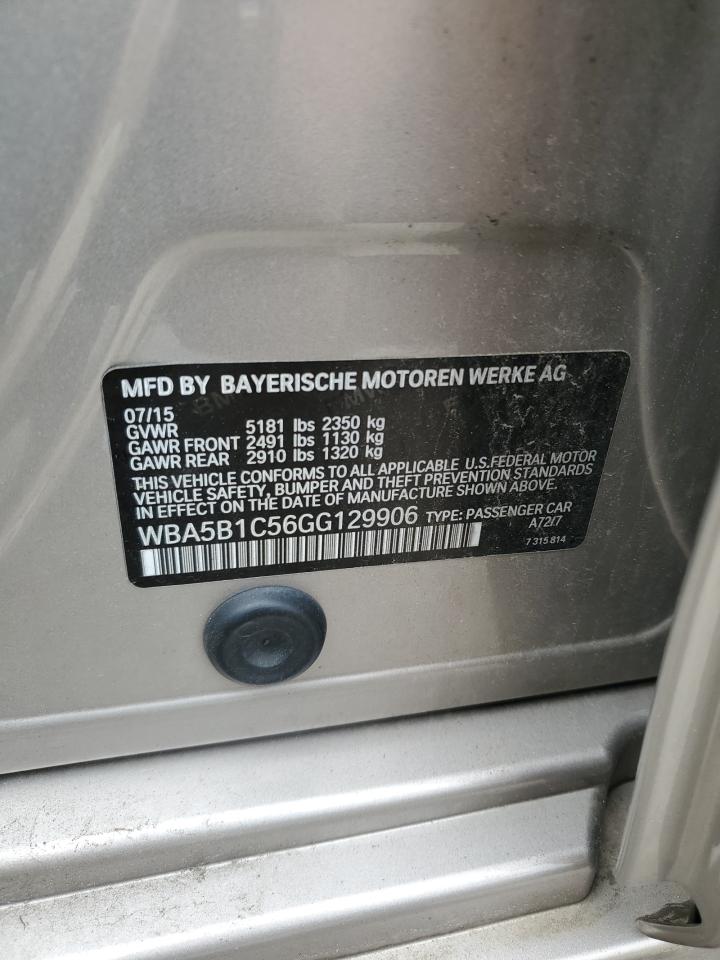 MFD BY BAYERISCHE MOTOREN WERKE AG
07/15
GVWR 5181 lbs 2350 kg
GAWR FRONT 2491 lbs 1130 kg
GAWR REAR 2910 lbs 1320 kg
THIS VEHICLE CONFORMS TO ALL APPLICABLE U.S.FEDERAL MOTOR
VEHICLE SAFETY, BUMPER AND THEFT PREVENTION STANDARDS
IN EFFECT ON THE DATE OF MANUFACTURE SHOWN ABOVE.
WBA5B1C56GG129906 TYPE: PASSENGER CAR
A72/7
7 315 814